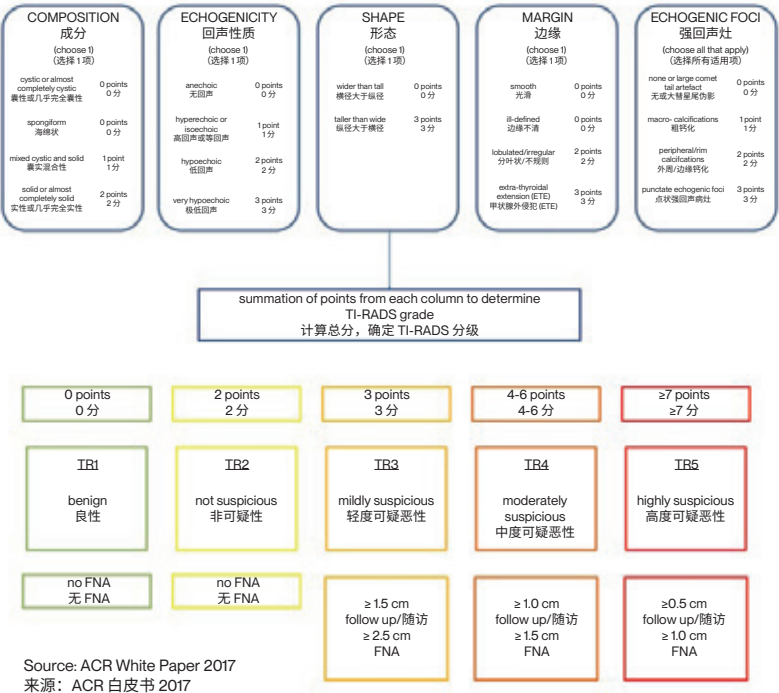 COMPOSITION
成分
(choose 1)
(选择 1 项)
cystic or almost
completely cystic
囊性或几乎完全囊性
0 points
0 分
spongiform
海绵状
0 points
0 分
mixed cystic and solid
囊实混合性
1 point
1 分
solid or almost
completely solid
实性或几乎完全实性
2 points
2 分
ECHOGENICITY
回声性质
(choose 1)
(选择 1 项)
anechoic
无回声
0 points
0 分
hyperechoic or
isoechoic
高回声或等回声
1 point
1 分
hypoechoic
低回声
2 points
2 分
very hypoechoic
极低回声
3 points
3 分
SHAPE
形态
(choose 1)
(选择 1 项)
wider than tall
横径大于纵径
0 points
0 分
taller than wide
纵径大于横径
3 points
3 分
MARGIN
边缘
(choose 1)
(选择 1 项)
smooth
光滑
0 points
0 分
ill-defined
边缘不清
0 points
0 分
lobulated/irregular
分叶状/不规则
2 points
2 分
extra-thyroidal
extension (ETE)
甲状腺外侵犯 (ETE)
3 points
3 分
ECHOGENIC FOCI
强回声灶
(choose all that apply)
(选择所有适用项)
none or large comet
tail artefact
无或大彗星尾伪影
0 points
0 分
macro- calcifications
粗钙化
1 point
1 分
peripheral/rim
calcifcations
外周/边缘钙化
2 points
2 分
punctate echogenic foci
点状强回声病灶
3 points
3 分
summation of points from each column to determine
TI-RADS grade
计算总分，确定 TI-RADS 分级
0 points
0 分
2 points
2 分
3 points
3 分
4-6 points
4-6 分
≥7 points
≥7 分
TR1
benign
良性
TR2
not suspicious
非可疑性
TR3
mildly suspicious
轻度可疑恶性
TR4
moderately
suspicious
中度可疑恶性
TR5
highly suspicious
高度可疑恶性
no FNA
无 FNA
no FNA
无 FNA
≥ 1.5 cm
follow up/随访
≥ 2.5 cm
FNA
≥ 1.0 cm
follow up/随访
≥ 1.5 cm
FNA
≥0.5 cm
follow up/随访
≥ 1.0 cm
FNA
Source: ACR White Paper 2017
来源：ACR 白皮书 2017